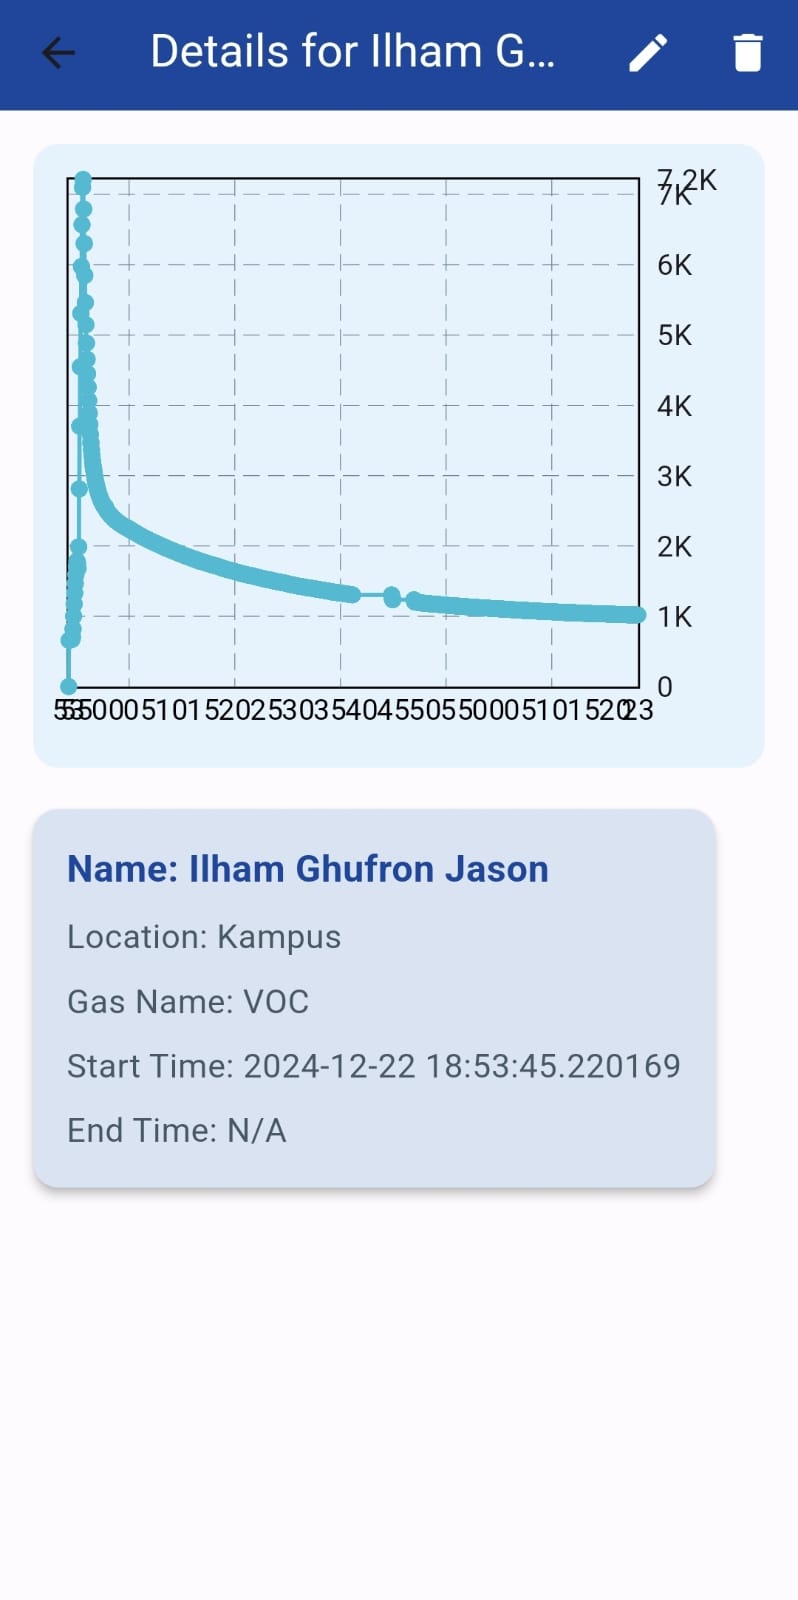 Details for Ilham G...
7.2K
7K
6K
5K
4K
3K
2K
1K
0
Name: Ilham Ghufron Jason
Location: Kampus
Gas Name: VOC
Start Time: 2024-12-22 18:53:45.220169
End Time: N/A